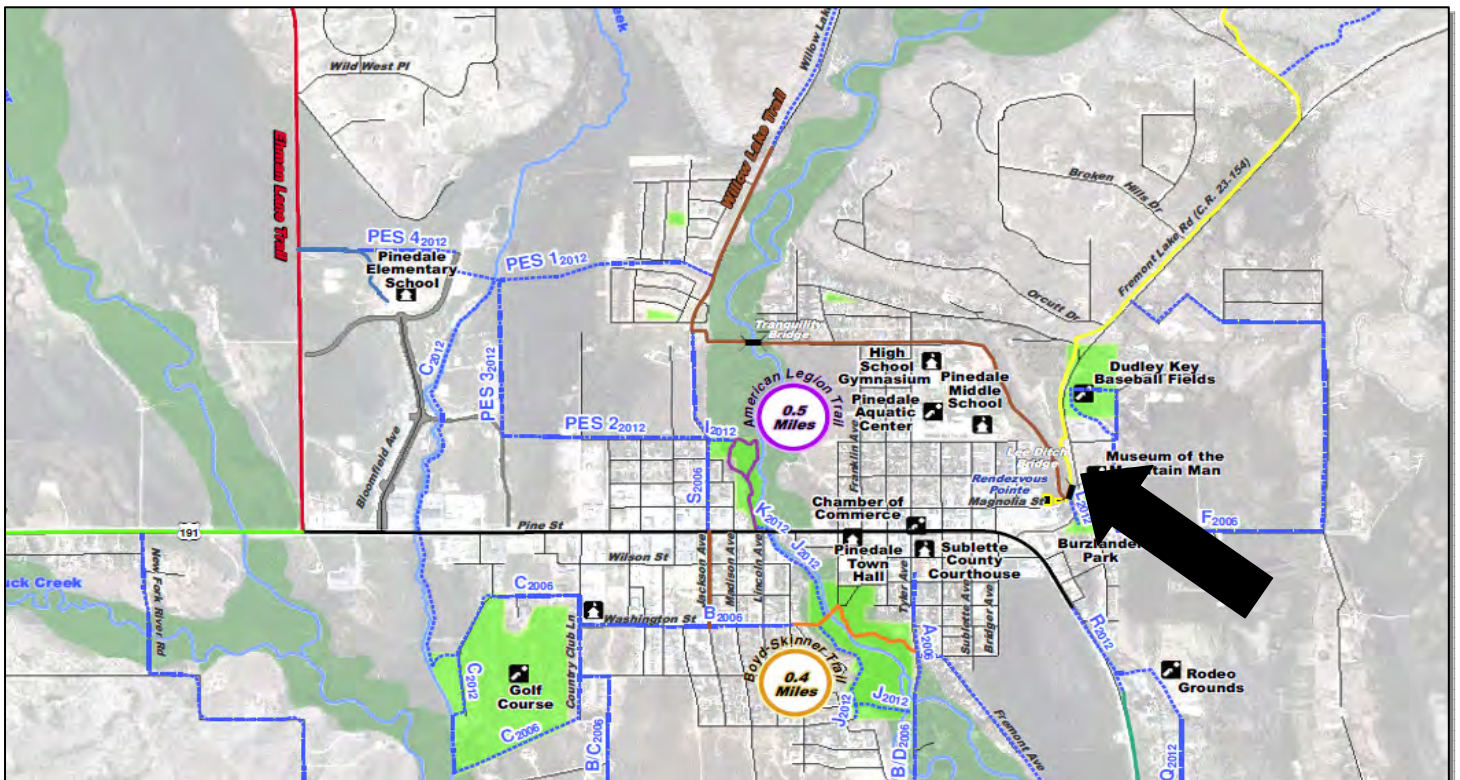 Creek
Willow Lake
Wild West Pl
Willow Lake Trail
Ehman Lane Trail
Broken Hills Dr
Fremont Lake Rd (C. R. 23-154)
Orcutt Dr
PES 4 2012
Pinedale
Elementary
School
PES 1 2012
C 2012
PES 3 2012
Bloomfield Ave
PES 2 2012
Tranquility
Bridge
High
School
Gymnasium
Pinedale
Middle
School
Pinedale
Aquatic
Center
Dudley Key
Baseball Fields
American Legion Trail
0.5
Miles
I 2012
S 2006
K 2012
Franklin Ave
Lee Ditch
Bridge
Museum of the
Rendezvous
Pointe
Magnolia St
L 2012
F 2006
Chamber of
Commerce
191
Pine St
Wilson St
J 2012
Pinedale
Town
Hall
Sublette
County
Courthouse
Park
New Fork River Rd
C 2006
Washington St
B 2006
Jackson Ave
Madison Ave
Lincoln Ave
Tyler Ave
A 2006
Sublette Ave
Bridger Ave
R 2012
Country Club Ln
C 2012
Golf
Course
C 2006
B/C 2006
Boyd-Skinner Trail
0.4
Miles
J 2012
J 2012
B/D 2006
Fremont Ave
Rodeo
Grounds
Q 2012